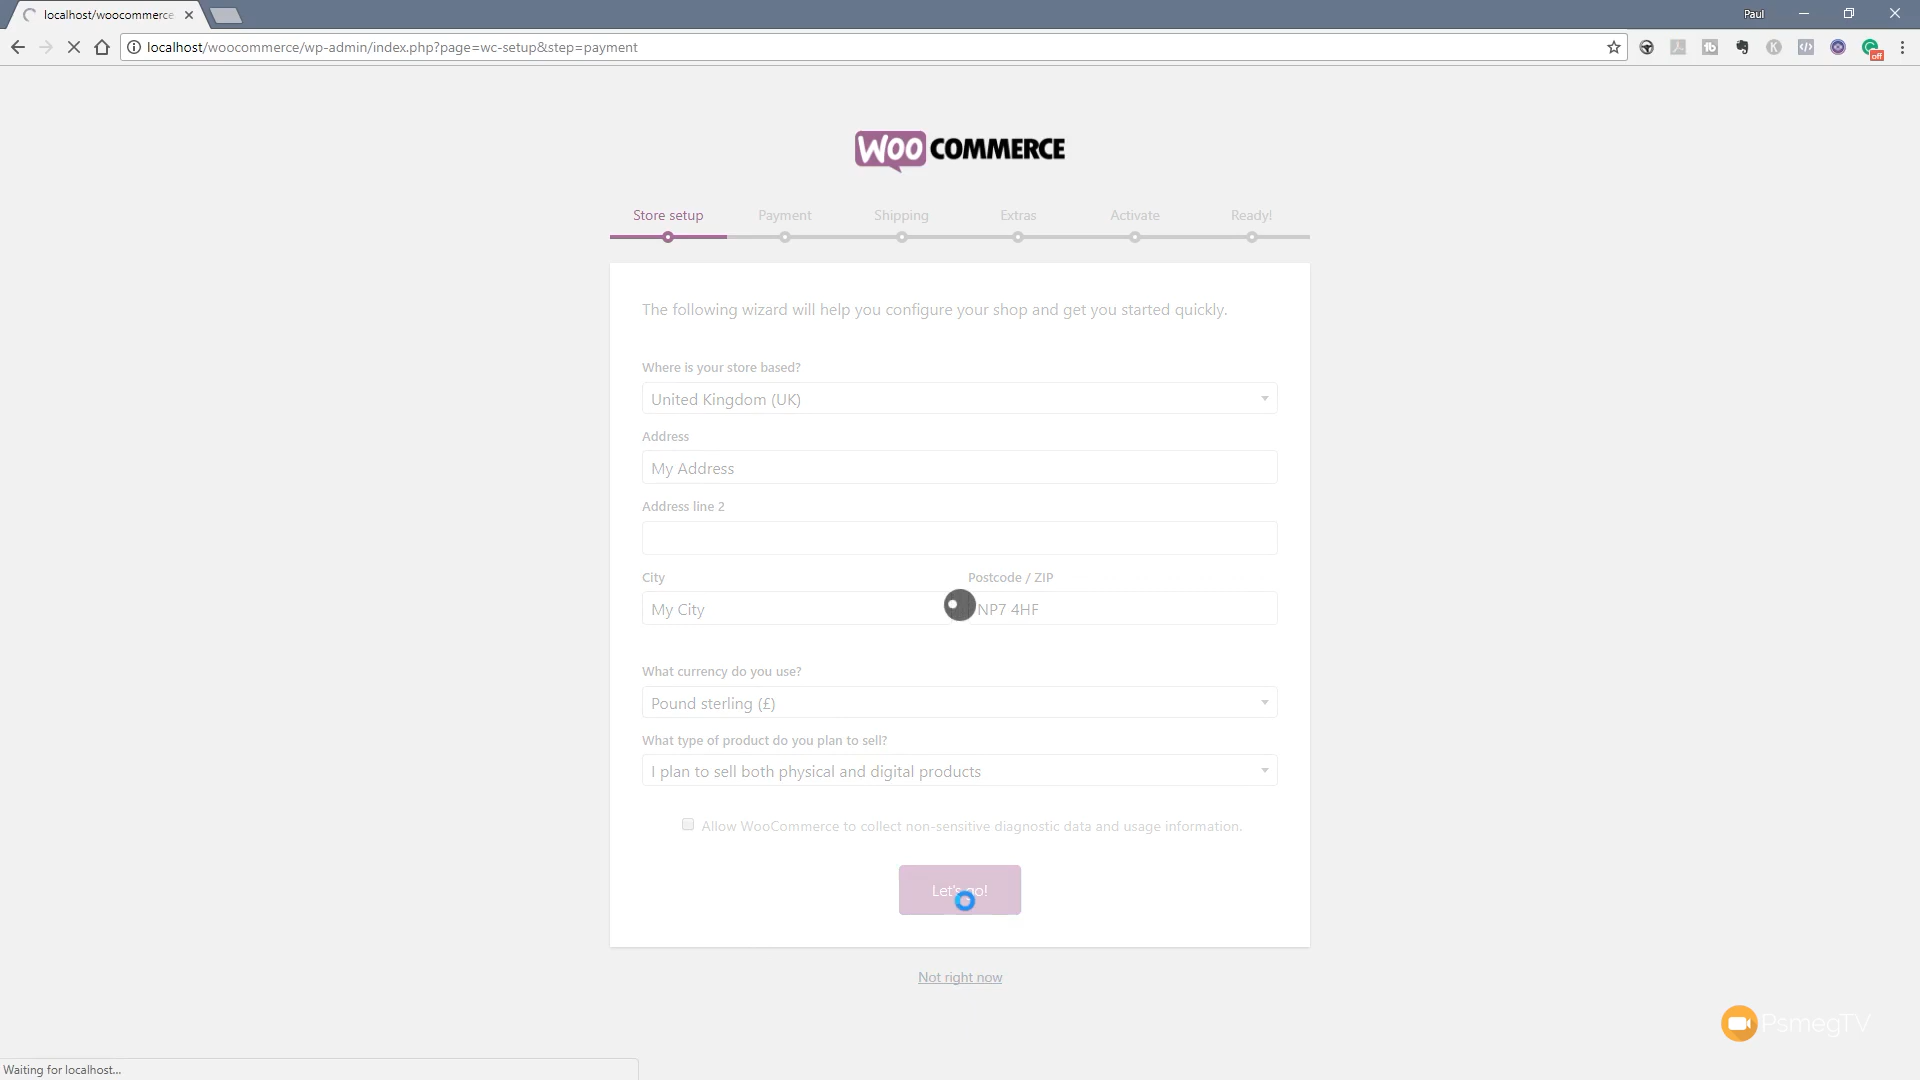 localhost/woocommerce
Paul
localhost/woocommerce/wp-admin/index.php?page=wc-setup&step=payment
off
WOO COMMERCE
Store setup
Payment
Shipping
Extras
Activate
Ready!
The following wizard will help you configure your shop and get you started quickly.
Where is your store based?
United Kingdom (UK)
Address
My Address
Address line 2
City
Postcode / ZIP
My City
NP7 4HF
What currency do you use?
Pound sterling (£)
What type of product do you plan to sell?
I plan to sell both physical and digital products
Allow WooCommerce to collect non-sensitive diagnostic data and usage information.
Let's go!
Not right now
PsmegTV
Waiting for localhost...